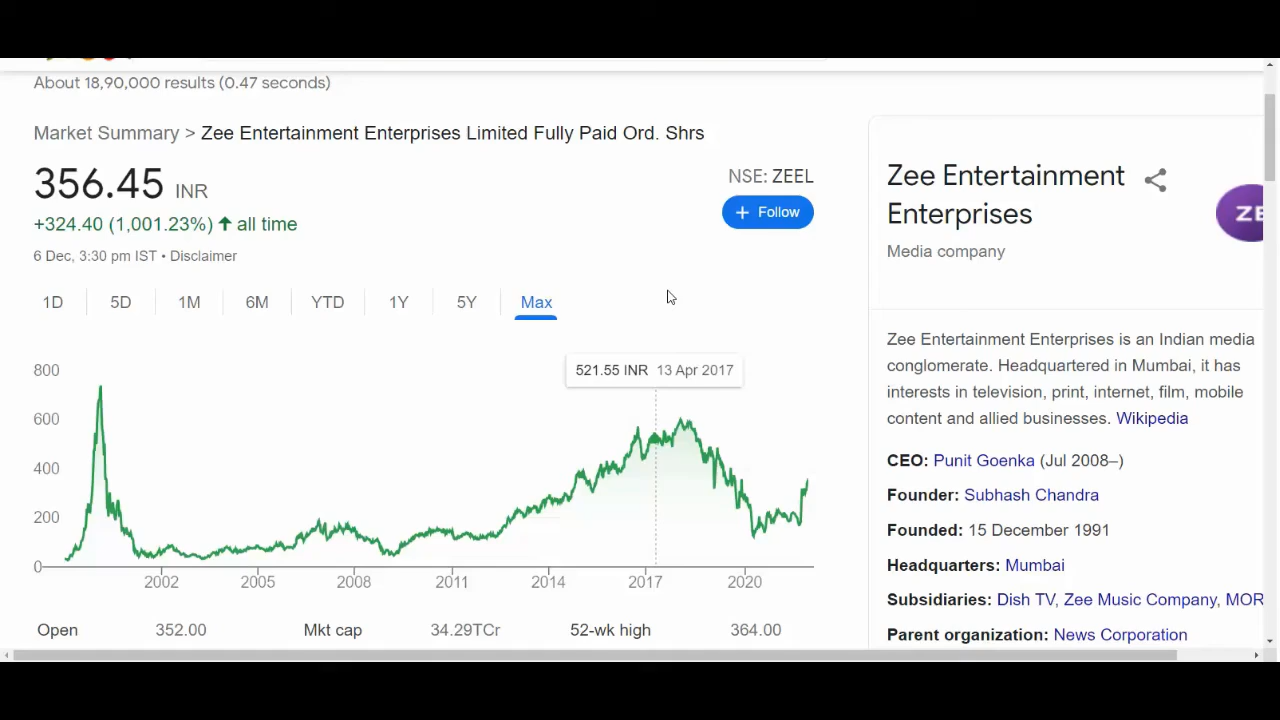 About 18,90,000 results (0.47 seconds)
Market Summary > Zee Entertainment Enterprises Limited Fully Paid Ord. Shrs
356.45 INR
NSE: ZEEL
+324.40 (1,001.23%) ↑ all time
+ Follow
6 Dec, 3:30 pm IST • Disclaimer
1D 5D 1M 6M YTD 1Y 5Y Max
521.55 INR 13 Apr 2017
800
600
400
200
0
2002 2005 2008 2011 2014 2017 2020
Open 352.00 Mkt cap 34.29TCr 52-wk high 364.00
Zee Entertainment
Enterprises
ZE
Media company
Zee Entertainment Enterprises is an Indian media
conglomerate. Headquartered in Mumbai, it has
interests in television, print, internet, film, mobile
content and allied businesses. Wikipedia
CEO: Punit Goenka (Jul 2008–)
Founder: Subhash Chandra
Founded: 15 December 1991
Headquarters: Mumbai
Subsidiaries: Dish TV, Zee Music Company, MOR
Parent organization: News Corporation